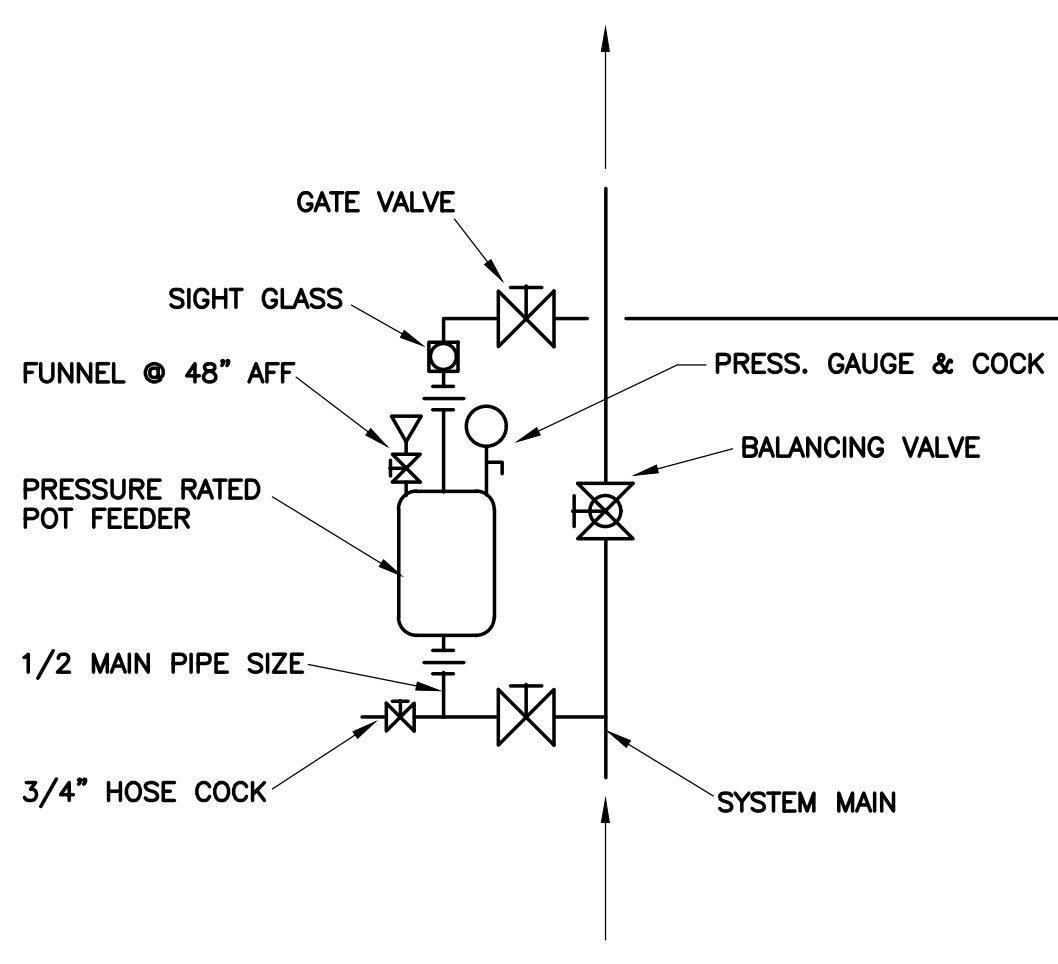 GATE VALVE
SIGHT GLASS
FUNNEL @ 48" AFF
PRESS. GAUGE & COCK
BALANCING VALVE
PRESSURE RATED
POT FEEDER
1/2 MAIN PIPE SIZE
3/4" HOSE COCK
SYSTEM MAIN